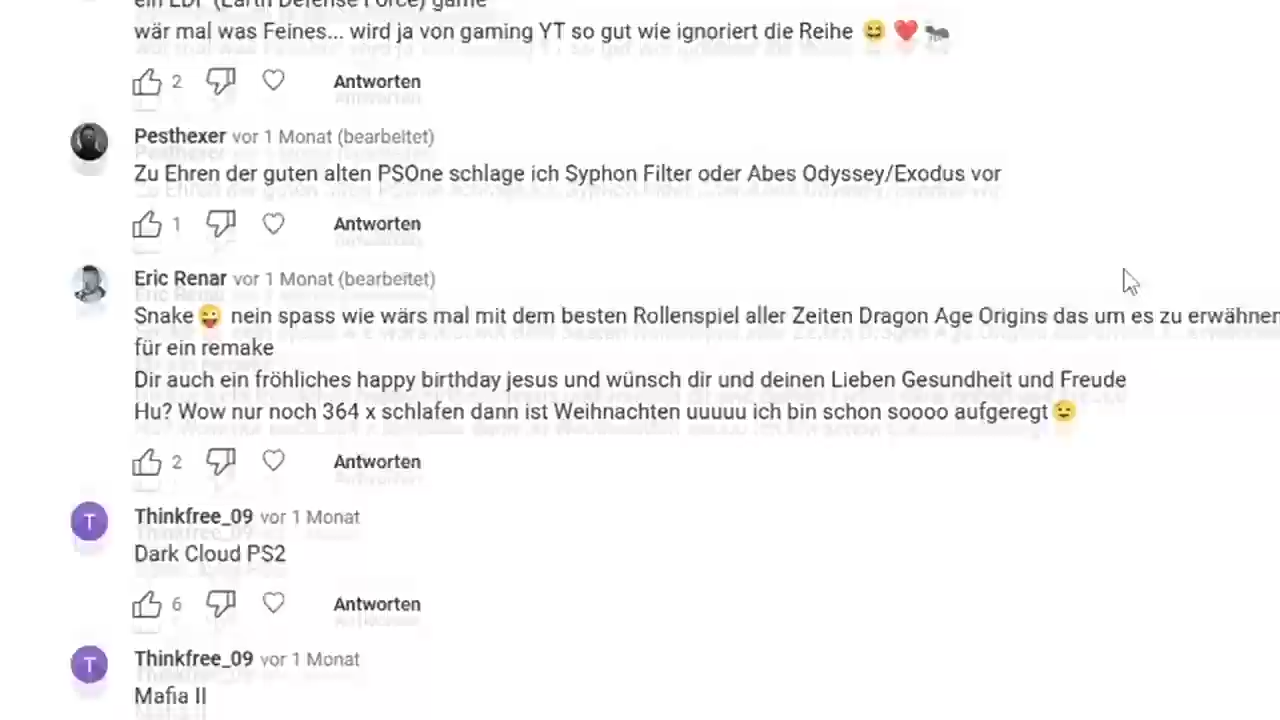 ein EDF (Earth Defense Force) game
wär mal was Feines... wird ja von gaming YT so gut wie ignoriert die Reihe 😆 ❤️ 🐜
2 Antworten
Pesthexer vor 1 Monat (bearbeitet)
Zu Ehren der guten alten PSOne schlage ich Syphon Filter oder Abes Odyssey/Exodus vor
1 Antworten
Eric Renar vor 1 Monat (bearbeitet)
Snake😜 nein spass wie wärs mal mit dem besten Rollenspiel aller Zeiten Dragon Age Origins das um es zu erwähnen
für ein remake
Dir auch ein fröhliches happy birthday jesus und wünsch dir und deinen Lieben Gesundheit und Freude
Hu? Wow nur noch 364 x schlafen dann ist Weihnachten uuuuu ich bin schon soooo aufgeregt😉
2 Antworten
T Thinkfree_09 vor 1 Monat
Dark Cloud PS2
6 Antworten
T Thinkfree_09 vor 1 Monat
Mafia II